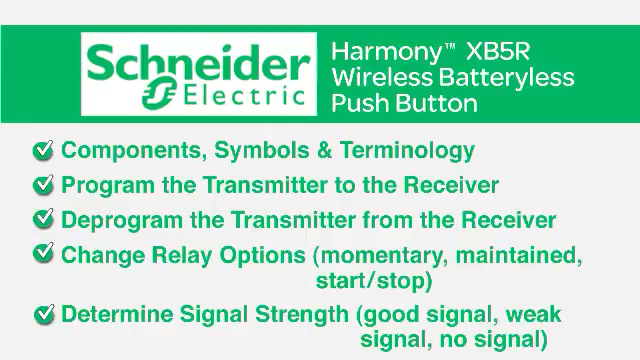 Schneider
Electric
Harmony™ XB5R
Wireless Batteryless
Push Button
Components, Symbols & Terminology
Program the Transmitter to the Receiver
Deprogram the Transmitter from the Receiver
Change Relay Options (momentary, maintained,
start/stop)
Determine Signal Strength (good signal, weak
signal, no signal)